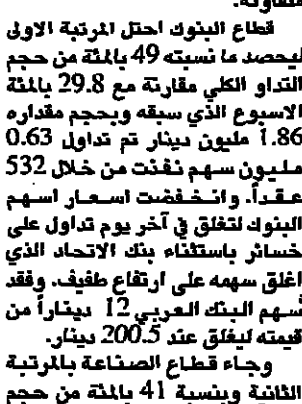 متفاوتة.
قطاع البنوك احتل المرتبة الاولى
ليحصد ما نسبته 49 بالمئة من حجم
التداو الكلي مقارنة مع 29.8 بالمئة
الاسبوع الذي سبقه وبحجم مقداره
1.86 مليون دينار تم تداول 0.63
مليون سهم نفذت من خلال 532
عقداً. وانخفضت اسعار اسهم
البنوك لتغلق في آخر يوم تداول على
خسائر باستثناء بنك الاتحاد الذي
اغلق سهمه على ارتفاع طفيف. وفقد
سهم البنك العربي 12 ديناراً من
قيمته ليغلق عند 200.5 دينار.
وجاء قطاع الصناعة بالمرتبة
الثانية وبنسبة 41 بالمئة من حجم